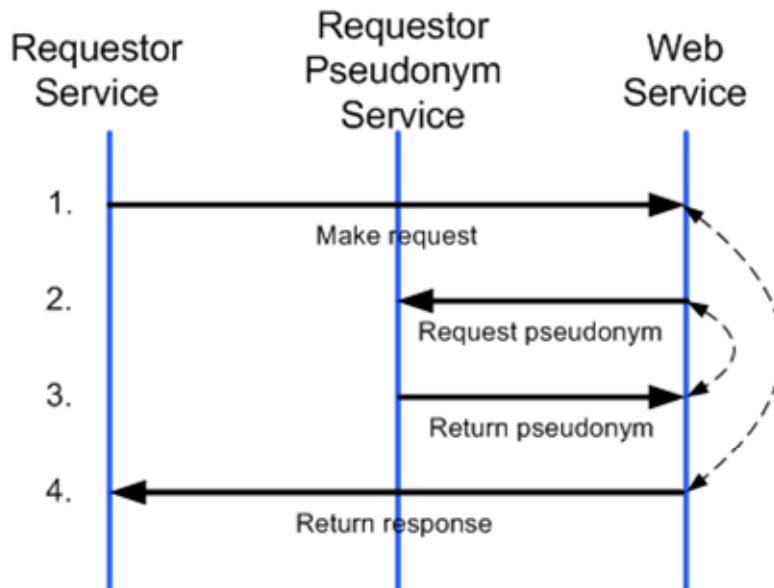 Requestor
Service
Requestor
Pseudonym
Service
Web
Service
1.
Make request
2.
Request pseudonym
3.
Return pseudonym
4.
Return response